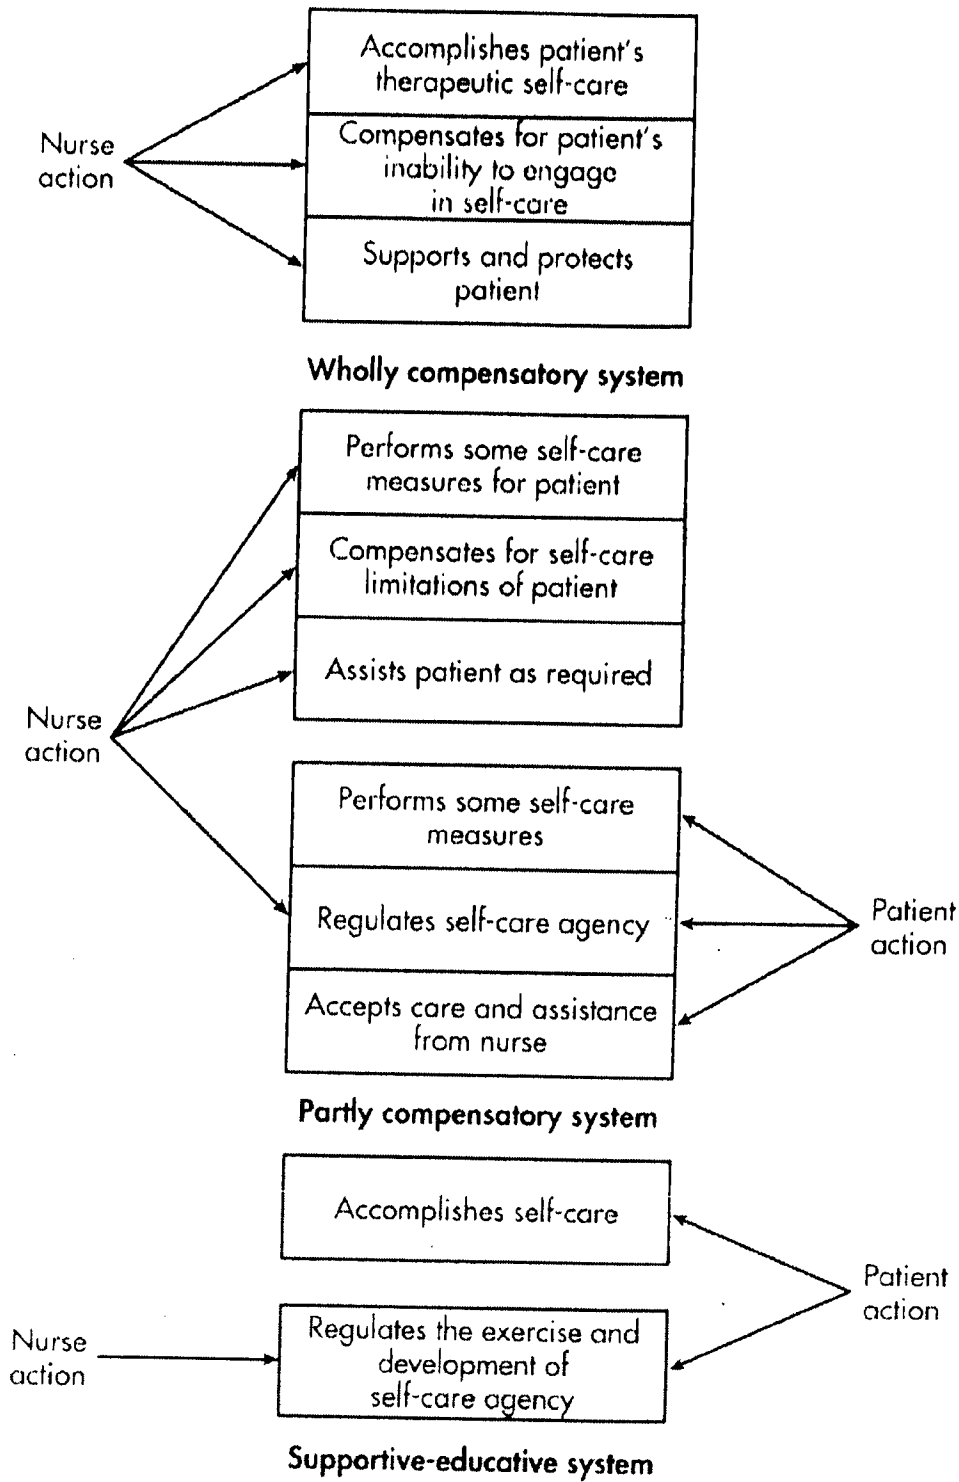 Accomplishes patient's
therapeutic self-care
Nurse
action
Compensates for patient's
inability to engage
in self-care
Supports and protects
patient
Wholly compensatory system
Performs some self-care
measures for patient
Compensates for self-care
limitations of patient
Assists patient as required
Nurse
action
Performs some self-care
measures
Regulates self-care agency
Patient
action
Accepts care and assistance
from nurse
Partly compensatory system
Accomplishes self-care
Patient
action
Nurse
action
Regulates the exercise and
development of
self-care agency
Supportive-educative system